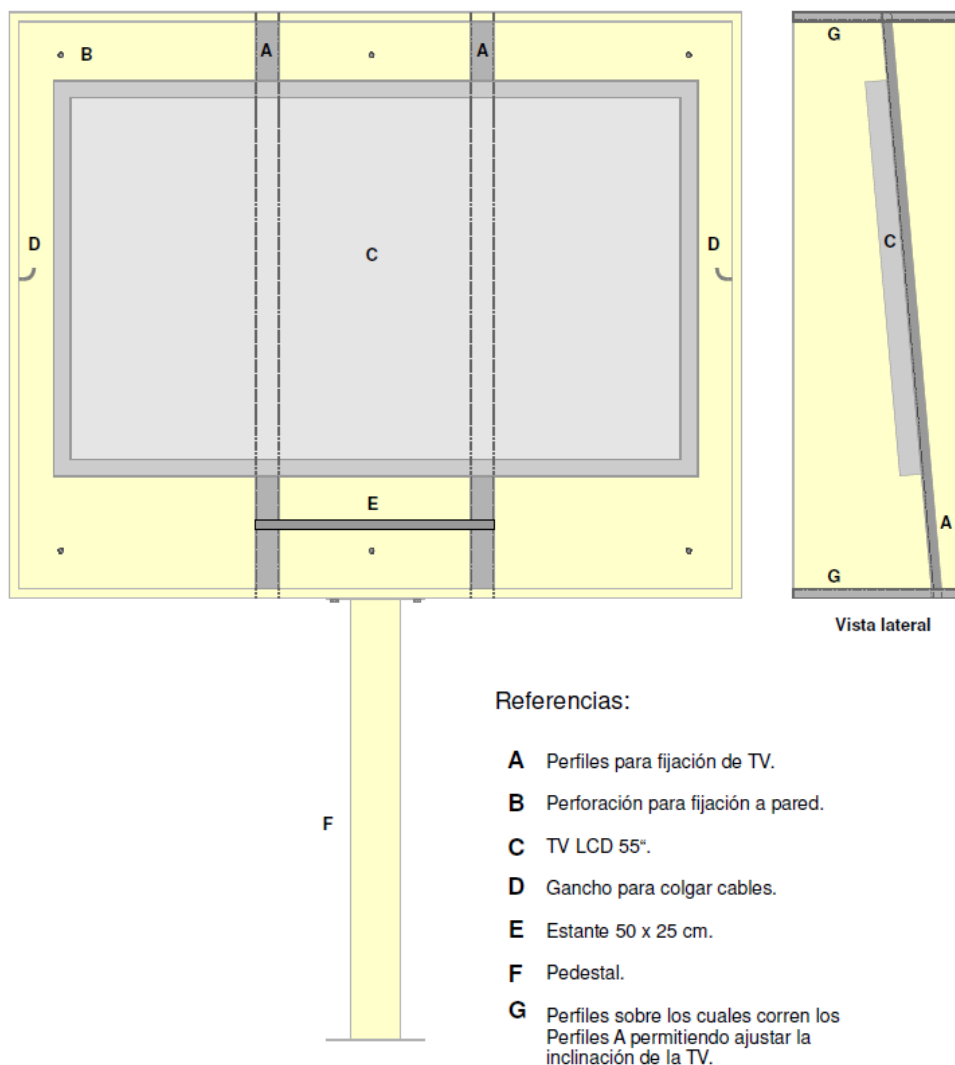 A
A
G
B
D
D
C
C
E
A
G
Vista lateral
Referencias:
A Perfiles para fijación de TV.
B Perforación para fijación a pared.
C TV LCD 55“.
D Gancho para colgar cables.
E Estante 50 x 25 cm.
F
F Pedestal.
G Perfiles sobre los cuales corren los
Perfiles A permitiendo ajustar la
inclinación de la TV.